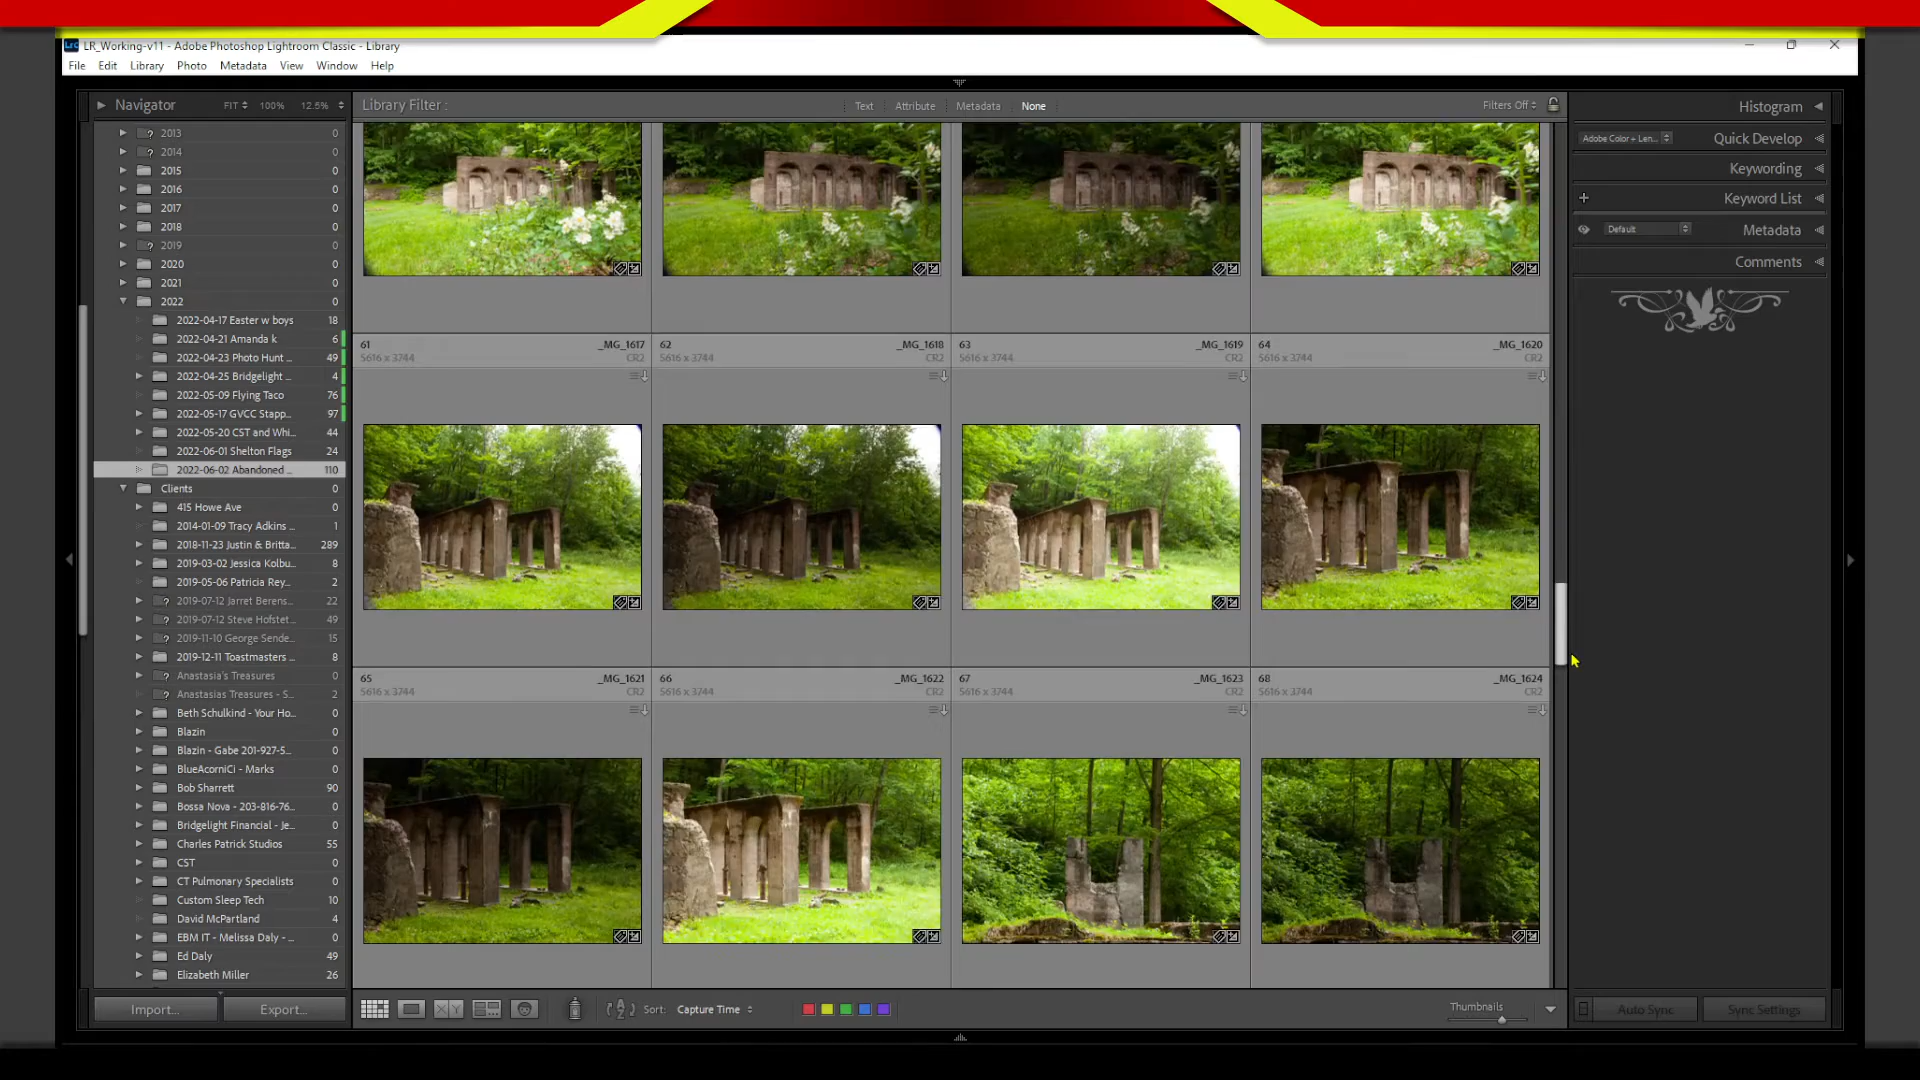 LR_Working-v11 - Adobe Photoshop Lightroom Classic - Library
File Edit Library Photo Metadata View Window Help
Navigator FIT 100% 12.5%
Library Filter : Text Attribute Metadata None Filters Off
Histogram
Adobe Color + Len... Quick Develop
Keywording
Keyword List
Default Metadata
Comments
2013 0
2014 0
2015 0
2016 0
2017 0
2018 0
2019 0
2020 0
2021 0
2022 0
2022-04-17 Easter w boys 18
2022-04-21 Amanda k 6
2022-04-23 Photo Hunt ... 49
2022-04-25 Bridgelight ... 4
2022-05-09 Flying Taco 76
2022-05-17 GVCC Stapp... 97
2022-05-20 CST and Whi... 44
2022-06-01 Shelton Flags 24
2022-06-02 Abandoned ... 110
Clients 0
415 Howe Ave 0
2014-01-09 Tracy Adkins ... 1
2018-11-23 Justin & Britta... 289
2019-03-02 Jessica Kolbu... 8
2019-05-06 Patricia Rey... 2
2019-07-12 Jarret Berens... 22
2019-07-12 Steve Hofstet... 49
2019-11-10 George Sende... 15
2019-12-11 Toastmasters ... 8
Anastasia's Treasures 0
Anastasias Treasures - S... 2
Beth Schulkind - Your Ho... 0
Blazin 0
Blazin - Gabe 201-927-5... 0
BlueAcorniCi - Marks 0
Bob Sharrett 90
Bossa Nova - 203-816-76... 0
Bridgelight Financial - Je... 0
Charles Patrick Studios 55
CST 0
CT Pulmonary Specialists 0
Custom Sleep Tech 10
David McPartland 4
EBM IT - Melissa Daly - ... 0
Ed Daly 49
Elizabeth Miller 26
61 _MG_1617
5616 x 3744 CR2
62 _MG_1618
5616 x 3744 CR2
63 _MG_1619
5616 x 3744 CR2
64 _MG_1620
5616 x 3744 CR2
65 _MG_1621
5616 x 3744 CR2
66 _MG_1622
5616 x 3744 CR2
67 _MG_1623
5616 x 3744 CR2
68 _MG_1624
5616 x 3744 CR2
Import... Export...
Sort: Capture Time
Thumbnails
Auto Sync Sync Settings